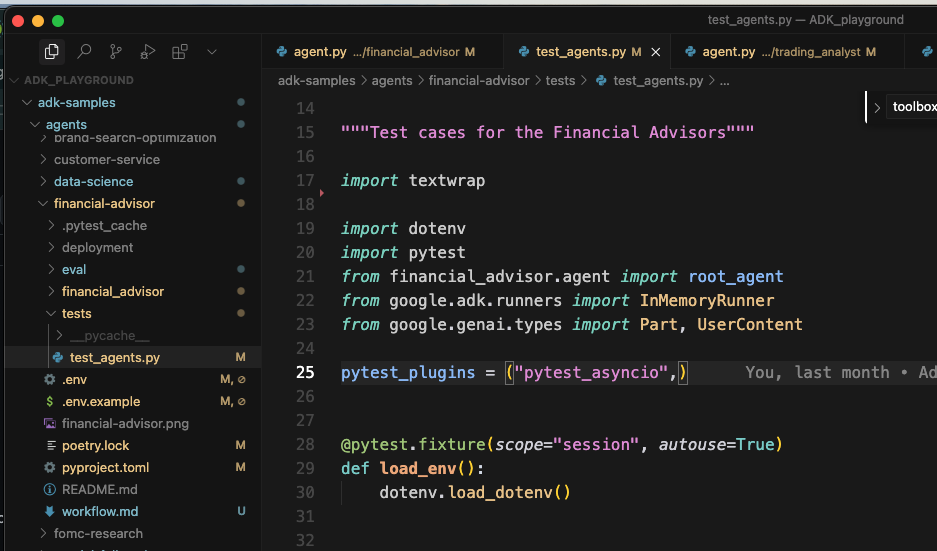 test_agents.py — ADK_playground
agent.py .../financial_advisor M
test_agents.py M
agent.py .../trading_analyst M
adk-samples > agents > financial-advisor > tests > test_agents.py > ...
toolbox
ADK_PLAYGROUND
adk-samples
agents
brand-search-optimization
customer-service
data-science
financial-advisor
.pytest_cache
deployment
eval
financial_advisor
tests
__pycache__
test_agents.py M
.env M, ⊘
.env.example M, ⊘
financial-advisor.png
poetry.lock M
pyproject.toml M
README.md
workflow.md U
fomc-research
14
15 """Test cases for the Financial Advisors"""
16
17 import textwrap
18
19 import dotenv
20 import pytest
21 from financial_advisor.agent import root_agent
22 from google.adk.runners import InMemoryRunner
23 from google.genai.types import Part, UserContent
24
25 pytest_plugins = ("pytest_asyncio",) You, last month • Ad
26
27
28 @pytest.fixture(scope="session", autouse=True)
29 def load_env():
30     dotenv.load_dotenv()
31
32